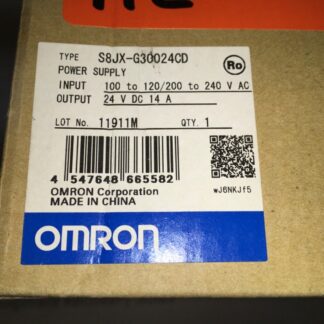 TYPE S8JX-G30024CD
POWER SUPPLY
Ro
INPUT 100 to 120/200 to 240 V AC
OUTPUT 24 V DC 14 A
LOT No. 11911M QTY. 1
4 547648 665582
OMRON Corporation
MADE IN CHINA
wJ6NKJf5
OMRON